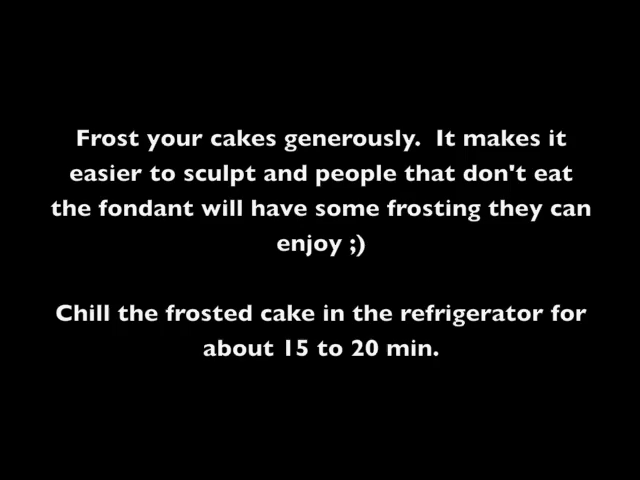 Frost your cakes generously.  It makes it
easier to sculpt and people that don't eat
the fondant will have some frosting they can
enjoy ;)
Chill the frosted cake in the refrigerator for
about 15 to 20 min.